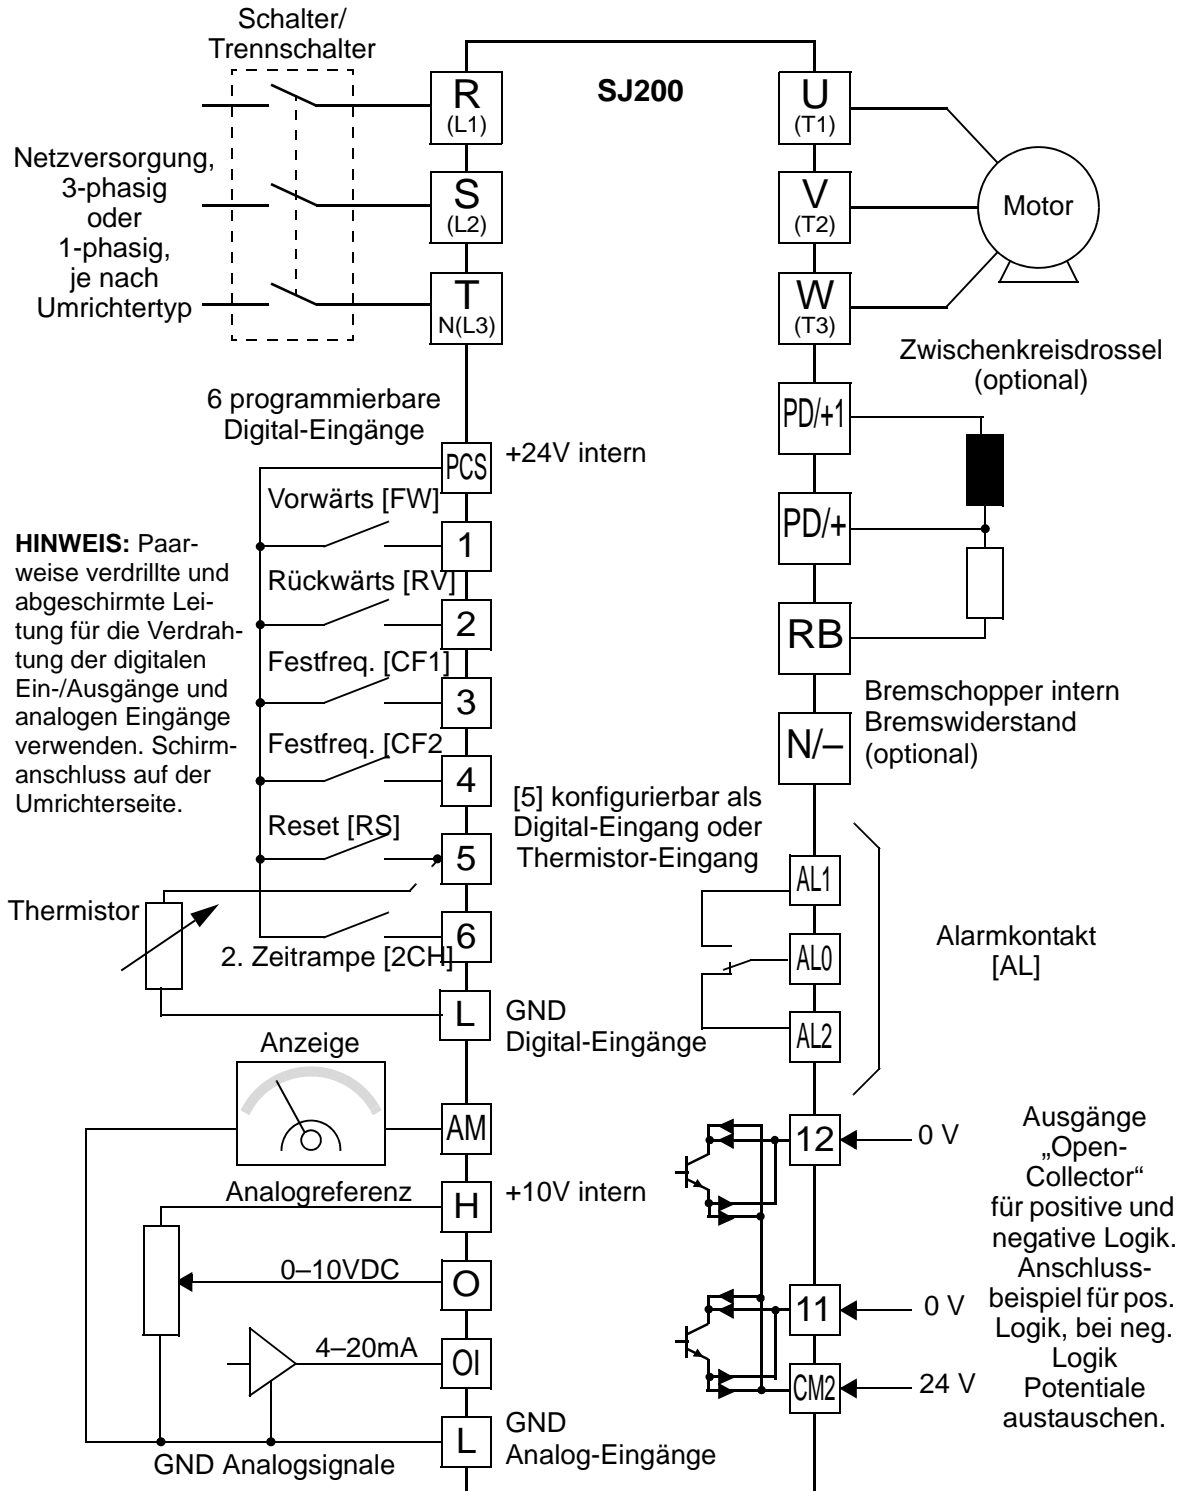 Schalter/
Trennschalter
SJ200
R
(L1)
U
(T1)
Netzversorgung,
3-phasig
oder
1-phasig,
je nach
Umrichtertyp
S
(L2)
V
(T2)
Motor
T
N(L3)
W
(T3)
Zwischenkreisdrossel
(optional)
6 programmierbare
Digital-Eingänge
PD/+1
PCS
+24V intern
Vorwärts [FW]
1
PD/+
HINWEIS: Paar-
weise verdrillte und
abgeschirmte Lei-
tung für die Verdrah-
tung der digitalen
Ein-/Ausgänge und
analogen Eingänge
verwenden. Schirm-
anschluss auf der
Umrichterseite.
Rückwärts [RV]
2
RB
Festfreq. [CF1]
3
Bremschopper intern
Bremswiderstand
(optional)
N/–
Festfreq. [CF2
4
[5] konfigurierbar als
Digital-Eingang oder
Thermistor-Eingang
Reset [RS]
5
AL1
Thermistor
6
2. Zeitrampe [2CH]
AL0
Alarmkontakt
[AL]
L
GND
Digital-Eingänge
AL2
Anzeige
AM
12
0 V
Ausgänge
„Open-
Collector“
für positive und
negative Logik.
Anschluss-
beispiel für pos.
Logik, bei neg.
Logik
Potentiale
austauschen.
Analogreferenz
H
+10V intern
0–10VDC
O
11
0 V
4–20mA
OI
CM2
24 V
L
GND
Analog-Eingänge
GND Analogsignale